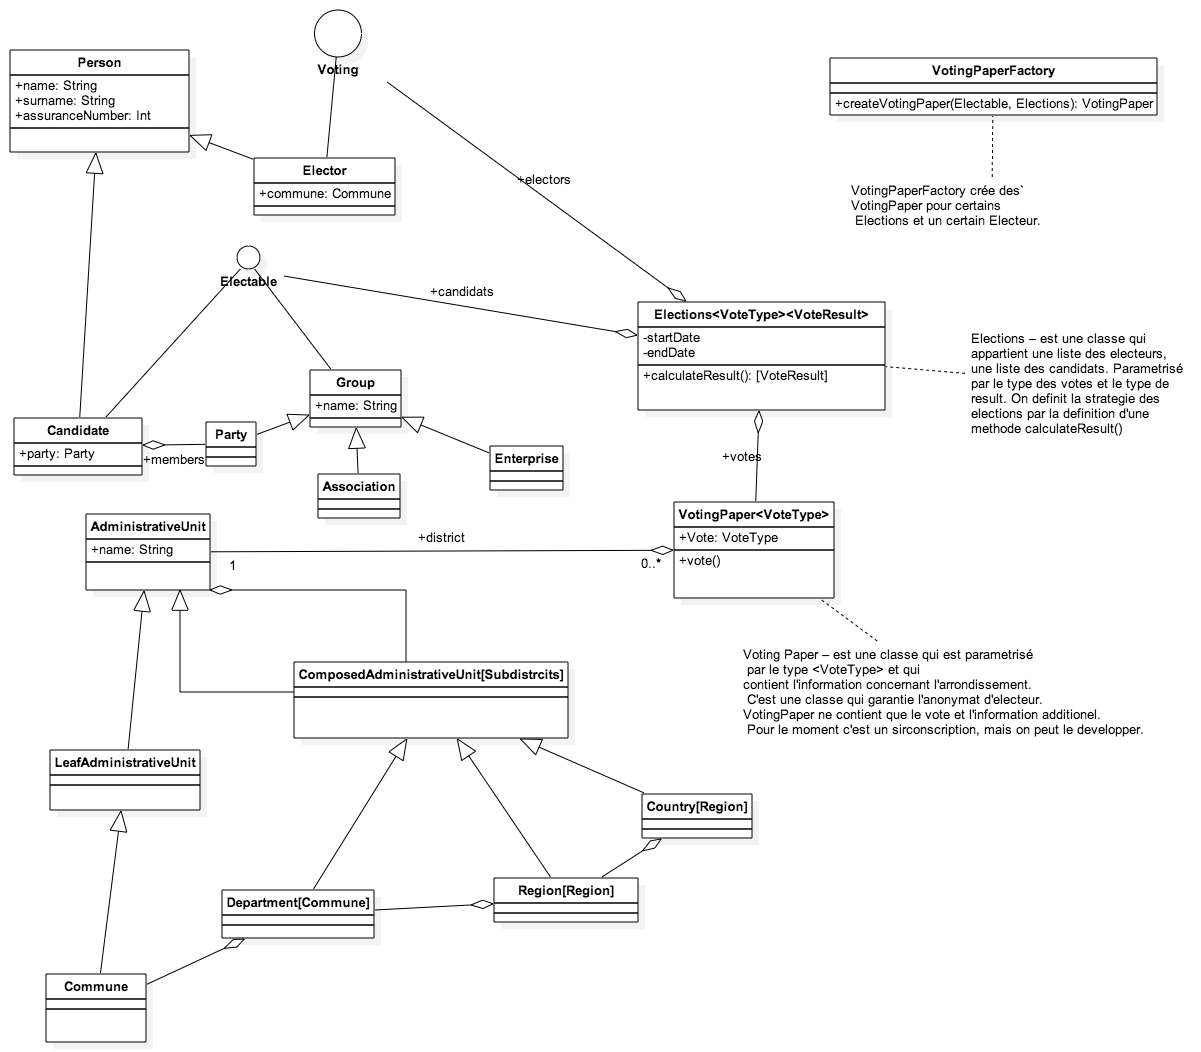 Voting
Person
+name: String
+surname: String
+assuranceNumber: Int
VotingPaperFactory
+createVotingPaper(Electable, Elections): VotingPaper
Elector
+commune: Commune
+electors
VotingPaperFactory crée des`
VotingPaper pour certains
Elections et un certain Electeur.
Electable
+candidats
Elections<VoteType><VoteResult>
-startDate
-endDate
+calculateResult(): [VoteResult]
Elections – est une classe qui
appartient une liste des electeurs,
une liste des candidats. Parametrisé
par le type des votes et le type de
result. On definit la strategie des
elections par la definition d'une
methode calculateResult()
Group
+name: String
Candidate
+party: Party
+members
Party
Enterprise
Association
+votes
AdministrativeUnit
+name: String
1
+district
0..*
VotingPaper<VoteType>
+Vote: VoteType
+vote()
Voting Paper – est une classe qui est parametrisé
par le type <VoteType> et qui
contient l'information concernant l'arrondissement.
C'est une classe qui garantie l'anonymat d'electeur.
VotingPaper ne contient que le vote et l'information additionel.
Pour le moment c'est un sirconscription, mais on peut le developper.
ComposedAdministrativeUnit[Subdistrcits]
LeafAdministrativeUnit
Country[Region]
Region[Region]
Department[Commune]
Commune